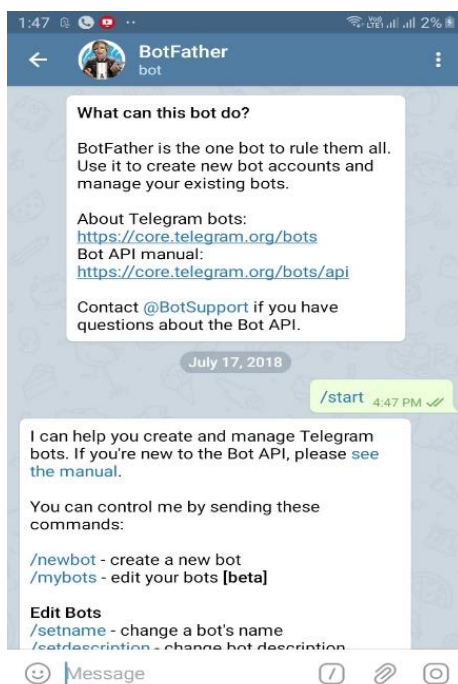 1:47 2%
BotFather
bot
What can this bot do?
BotFather is the one bot to rule them all.
Use it to create new bot accounts and
manage your existing bots.
About Telegram bots:
https://core.telegram.org/bots
Bot API manual:
https://core.telegram.org/bots/api
Contact @BotSupport if you have
questions about the Bot API.
July 17, 2018
/start 4:47 PM
I can help you create and manage Telegram
bots. If you're new to the Bot API, please see
the manual.
You can control me by sending these
commands:
/newbot - create a new bot
/mybots - edit your bots [beta]
Edit Bots
/setname - change a bot's name
/setdescription - change bot description
Message